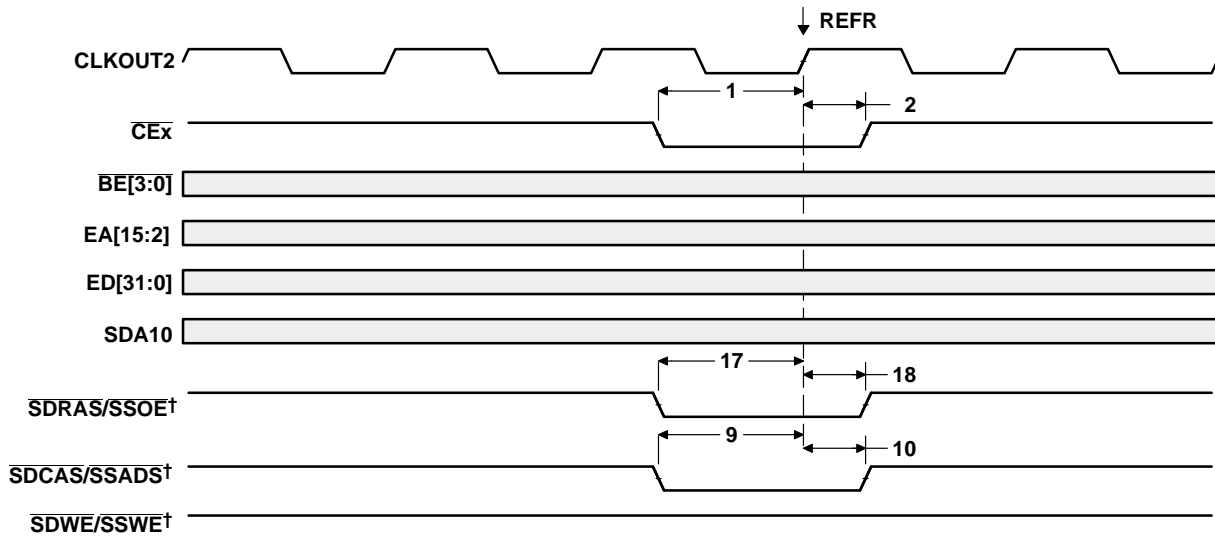 REFR
CLKOUT2
1
2
CEx
BE[3:0]
EA[15:2]
ED[31:0]
SDA10
17
18
SDRAS/SSOE†
9
10
SDCAS/SSADS†
SDWE/SSWE†